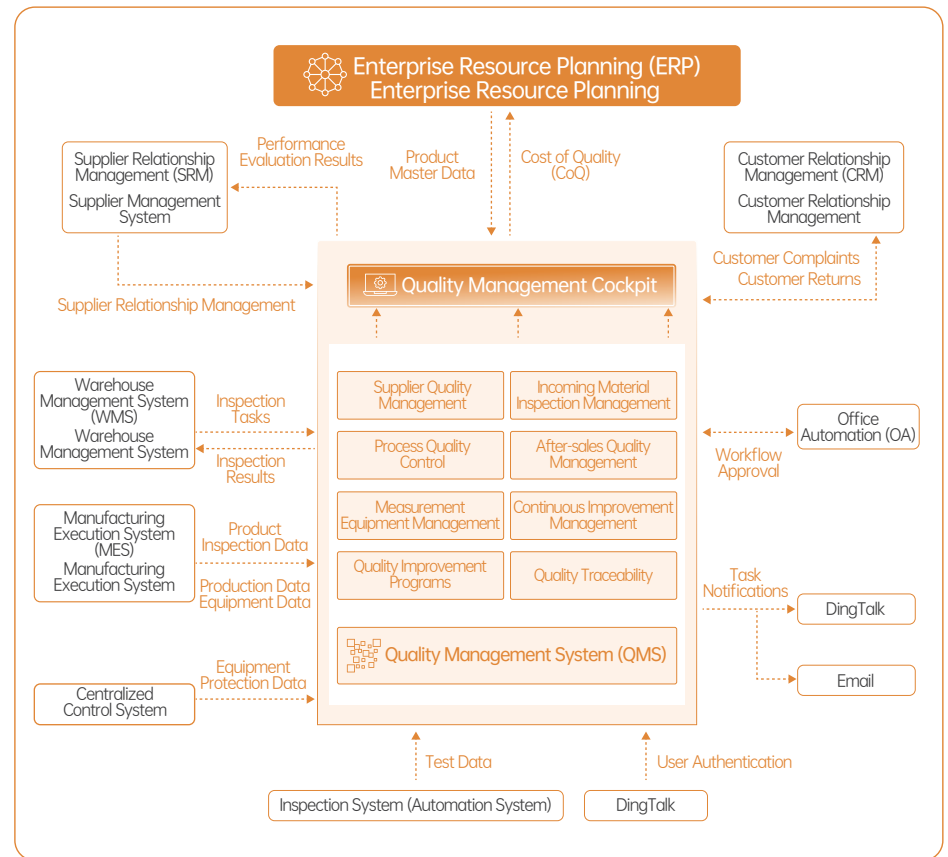 Enterprise Resource Planning (ERP)
Enterprise Resource Planning
Performance
Evaluation Results
Product
Master Data
Cost of Quality
(CoQ)
Supplier Relationship
Management (SRM)
Supplier Management
System
Customer Relationship
Management (CRM)
Customer Relationship
Management
Supplier Relationship Management
Customer Complaints
Customer Returns
Quality Management Cockpit
Warehouse
Management System
(WMS)
Warehouse
Management System
Inspection
Tasks
Inspection
Results
Supplier Quality
Management
Incoming Material
Inspection Management
Process Quality
Control
After-sales Quality
Management
Measurement
Equipment Management
Continuous Improvement
Management
Quality Improvement
Programs
Quality Traceability
Quality Management System (QMS)
Office
Automation (OA)
Workflow
Approval
Manufacturing
Execution System
(MES)
Manufacturing
Execution System
Product
Inspection Data
Production Data
Equipment Data
Task
Notifications
DingTalk
Email
Centralized
Control System
Equipment
Protection Data
Test Data
User Authentication
Inspection System (Automation System)
DingTalk